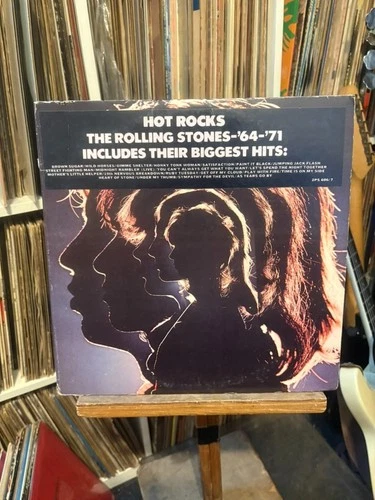 HOT ROCKS
THE ROLLING STONES-'64-'71
INCLUDES THEIR BIGGEST HITS:
BROWN SUGAR/WILD HORSES/GIMME SHELTER/HONKY TONK WOMAN/SATISFACTION/PAINT IT BLACK/JUMPING JACK FLASH
STREET FIGHTING MAN/MIDNIGHT RAMBLER (LIVE)/YOU CAN'T ALWAYS GET WHAT YOU WANT/LET'S SPEND THE NIGHT TOGETHER
MOTHER'S LITTLE HELPER/19th NERVOUS BREAKDOWN/RUBY TUESDAY/GET OFF MY CLOUD/PLAY WITH FIRE/TIME IS ON MY SIDE
HEART OF STONE/UNDER MY THUMB/SYMPATHY FOR THE DEVIL/AS TEARS GO BY